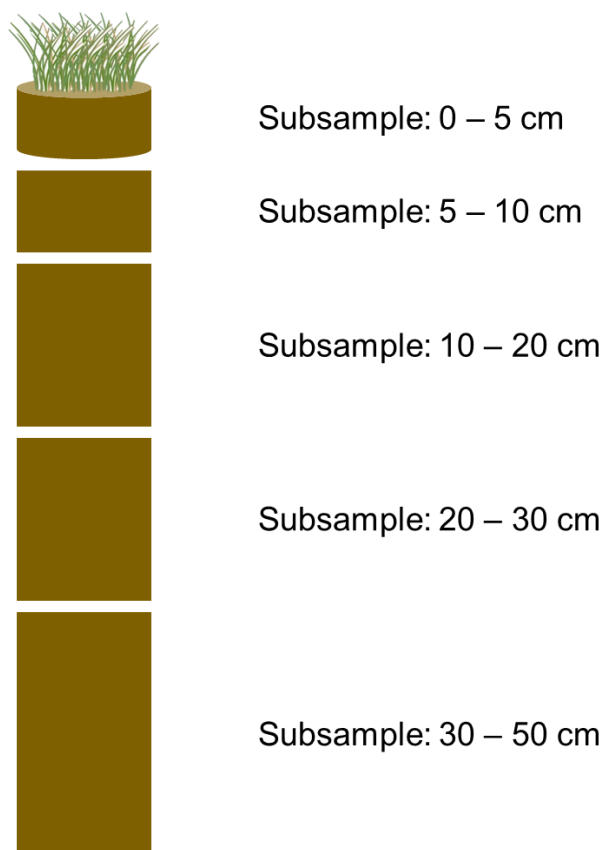 Subsample: 0 – 5 cm
Subsample: 5 – 10 cm
Subsample: 10 – 20 cm
Subsample: 20 – 30 cm
Subsample: 30 – 50 cm